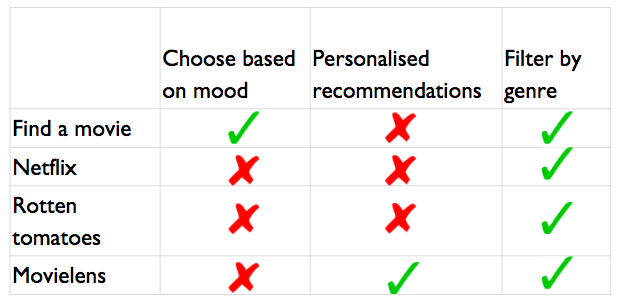 Choose based Personalised Filter by
on mood recommendations genre
Find a movie
Netflix
Rotten
tomatoes
Movielens